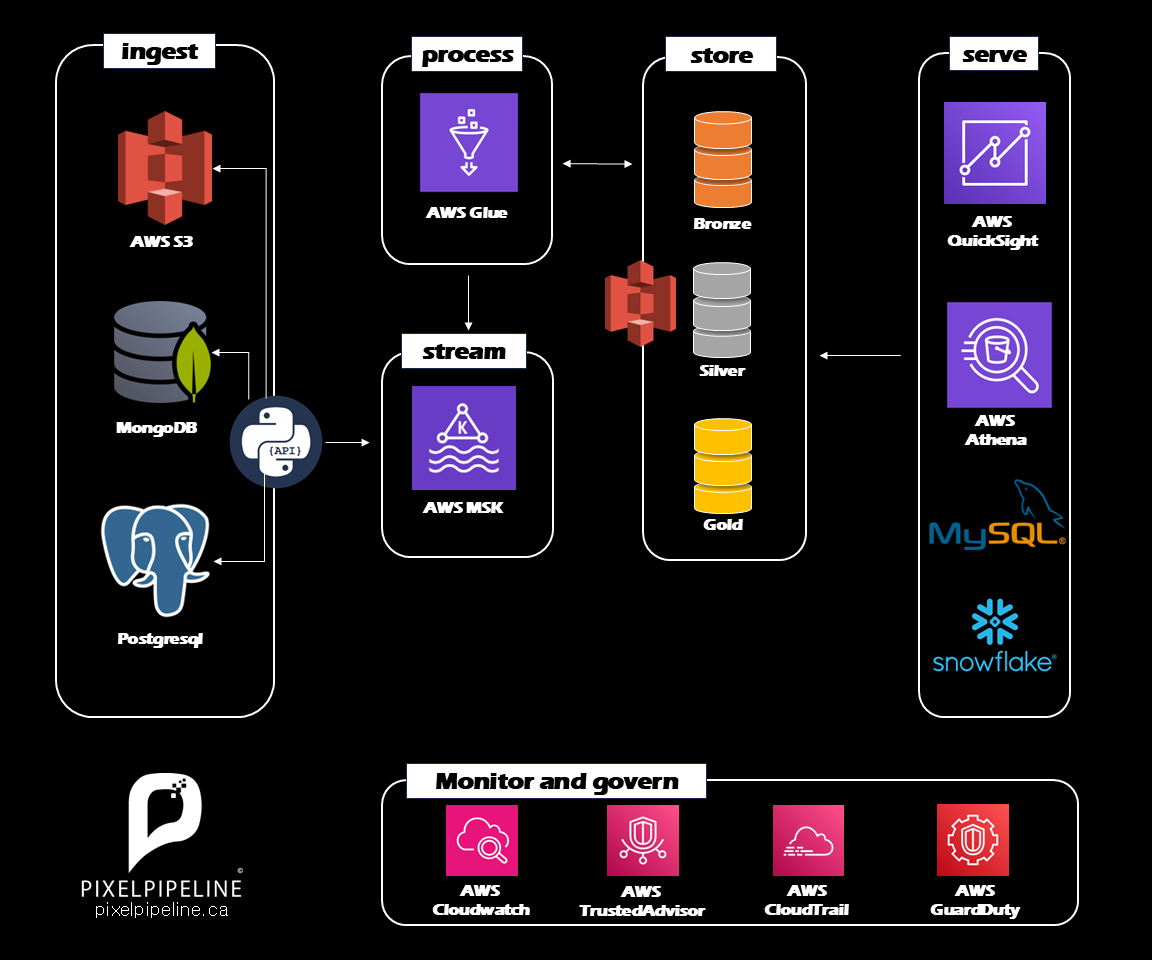 ingest
AWS S3
MongoDB
Postgresql
{API}
process
AWS Glue
stream
K
AWS MSK
store
Bronze
Silver
Gold
serve
AWS
QuickSight
AWS
Athena
MySQL®
snowflake®
Monitor and govern
AWS
Cloudwatch
AWS
TrustedAdvisor
AWS
CloudTrail
AWS
GuardDuty
©
PIXELPIPELINE
pixelpipeline.ca